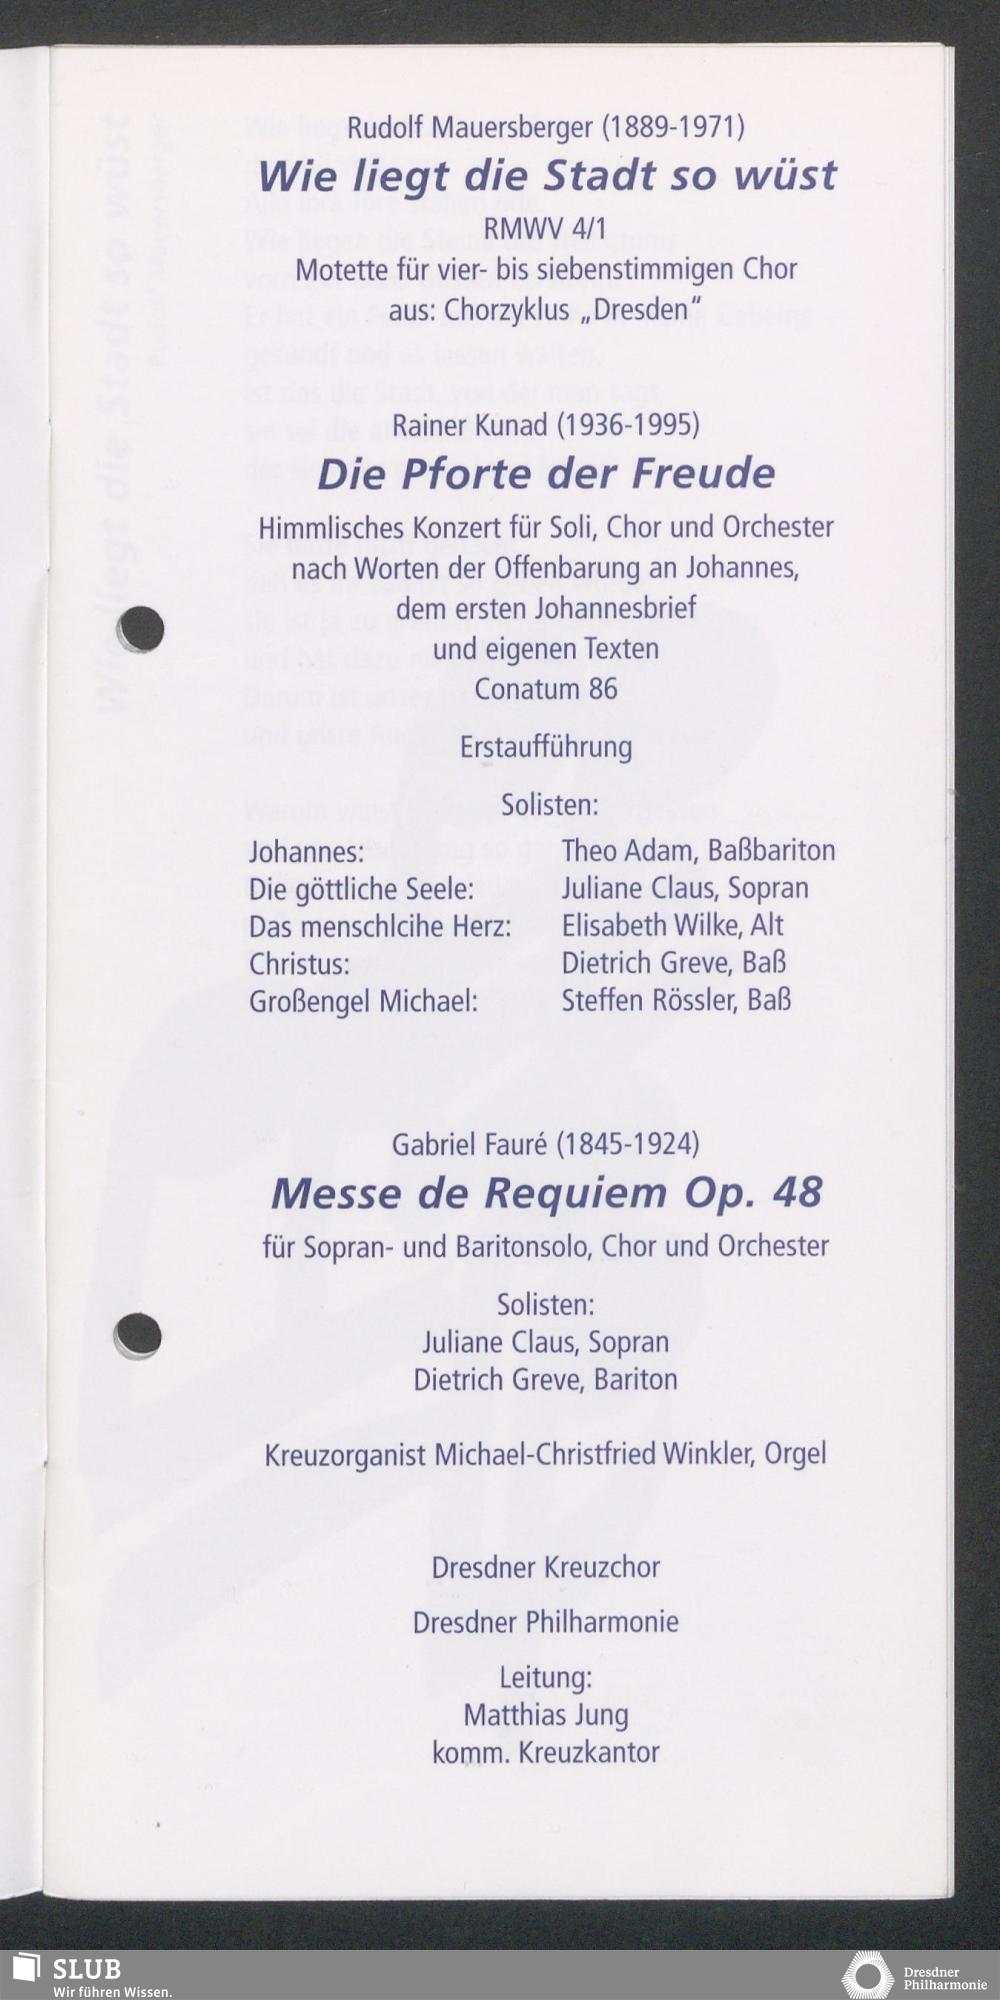 Rudolf Mauersberger (1889-1971)
Wie liegt die Stadt so wüst
RMWV 4/1
Motette für vier- bis siebenstimmigen Chor
aus: Chorzyklus „Dresden“
Rainer Kunad (1936-1995)
Die Pforte der Freude
Himmlisches Konzert für Soli, Chor und Orchester
nach Worten der Offenbarung an Johannes,
dem ersten Johannesbrief
und eigenen Texten
Conatum 86
Erstaufführung
Solisten:
Johannes: Theo Adam, Baßbariton
Die göttliche Seele: Juliane Claus, Sopran
Das menschlcihe Herz: Elisabeth Wilke, Alt
Christus: Dietrich Greve, Baß
Großengel Michael: Steffen Rössler, Baß
Gabriel Fauré (1845-1924)
Messe de Requiem Op. 48
für Sopran- und Baritonsolo, Chor und Orchester
Solisten:
Juliane Claus, Sopran
Dietrich Greve, Bariton
Kreuzorganist Michael-Christfried Winkler, Orgel
Dresdner Kreuzchor
Dresdner Philharmonie
Leitung:
Matthias Jung
komm. Kreuzkantor
SLUB
Wir führen Wissen.
Dresdner
Philharmonie